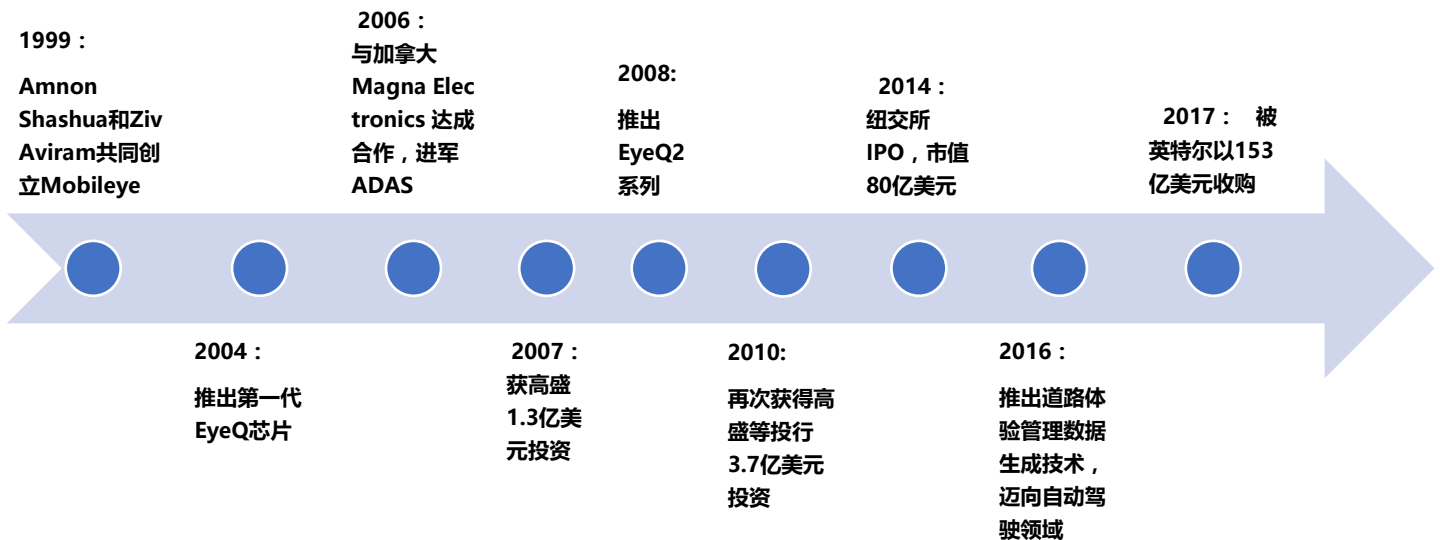 1999：
Amnon
Shashua和Ziv
Aviram共同创
立Mobileye
2004：
推出第一代
EyeQ芯片
2006：
与加拿大
Magna Elec
tronics 达成
合作，进军
ADAS
2007：
获高盛
1.3亿美
元投资
2008:
推出
EyeQ2
系列
2010:
再次获得高
盛等投行
3.7亿美元
投资
2014：
纽交所
IPO，市值
80亿美元
2016：
推出道路体
验管理数据
生成技术，
迈向自动驾
驶领域
2017： 被
英特尔以153
亿美元收购